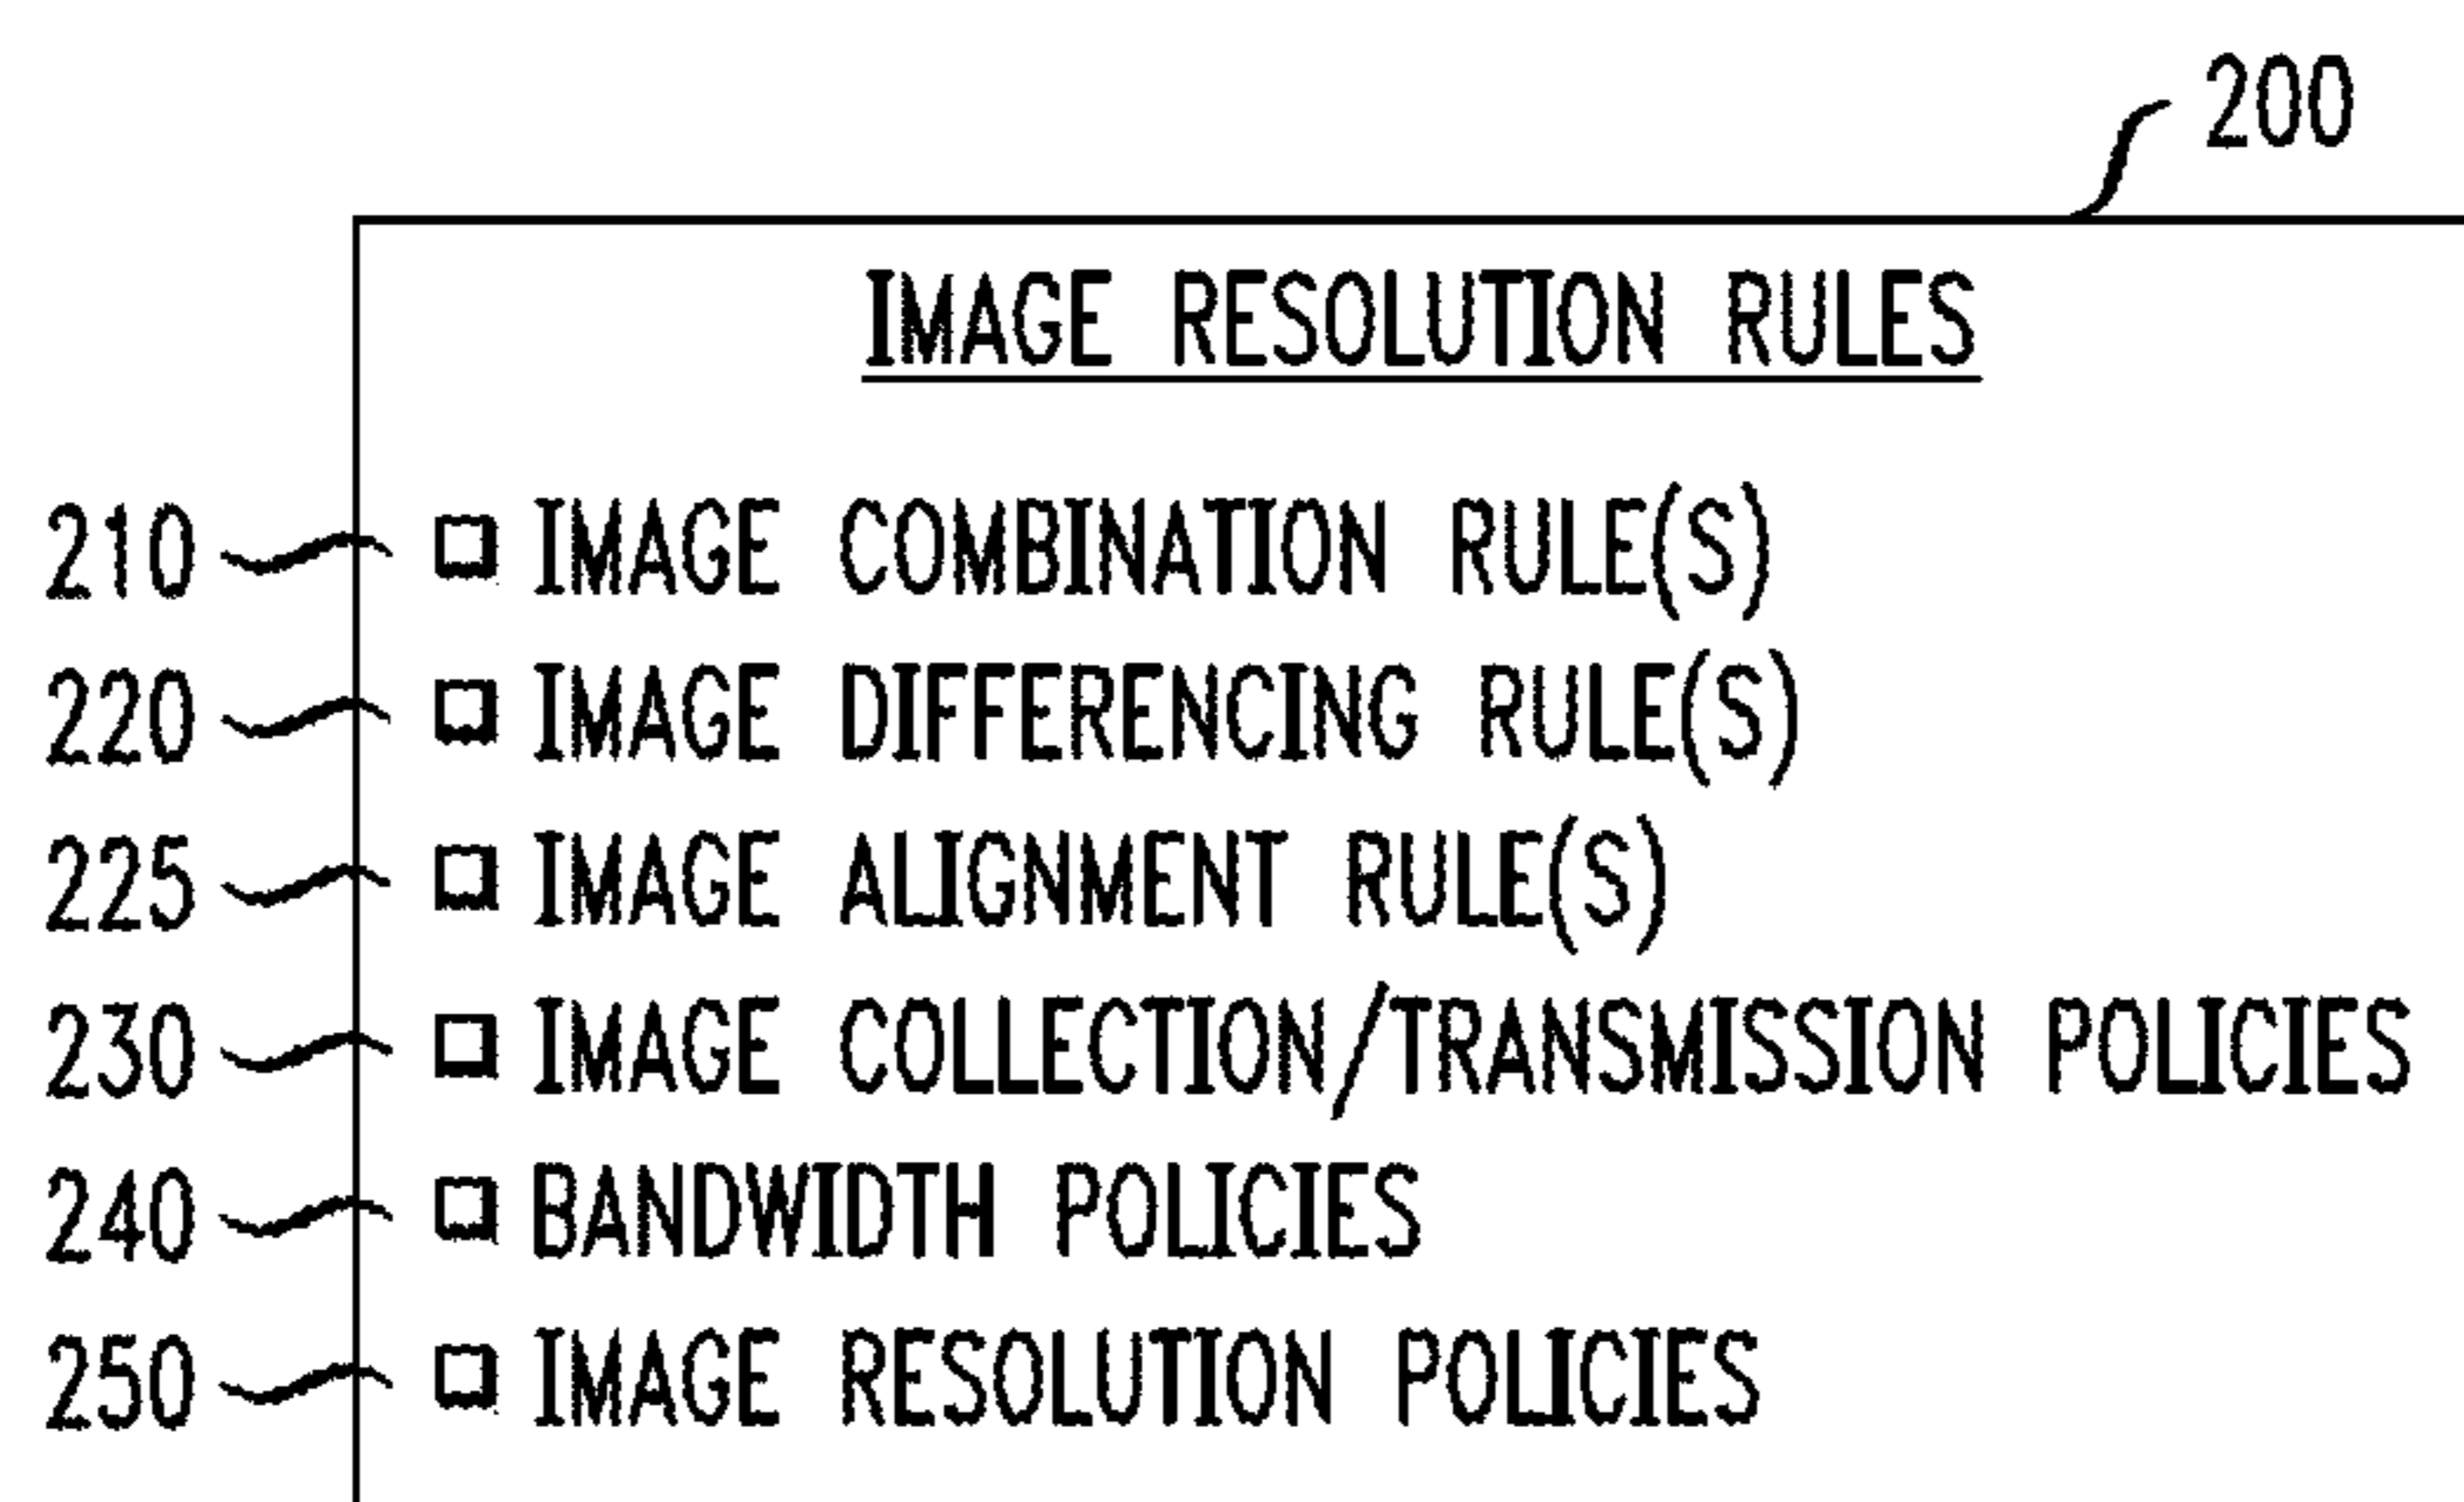 200
IMAGE RESOLUTION RULES
210 IMAGE COMBINATION RULE(S)
220 IMAGE DIFFERENCING RULE(S)
225 IMAGE ALIGNMENT RULE(S)
230 IMAGE COLLECTION/TRANSMISSION POLICIES
240 BANDWIDTH POLICIES
250 IMAGE RESOLUTION POLICIES